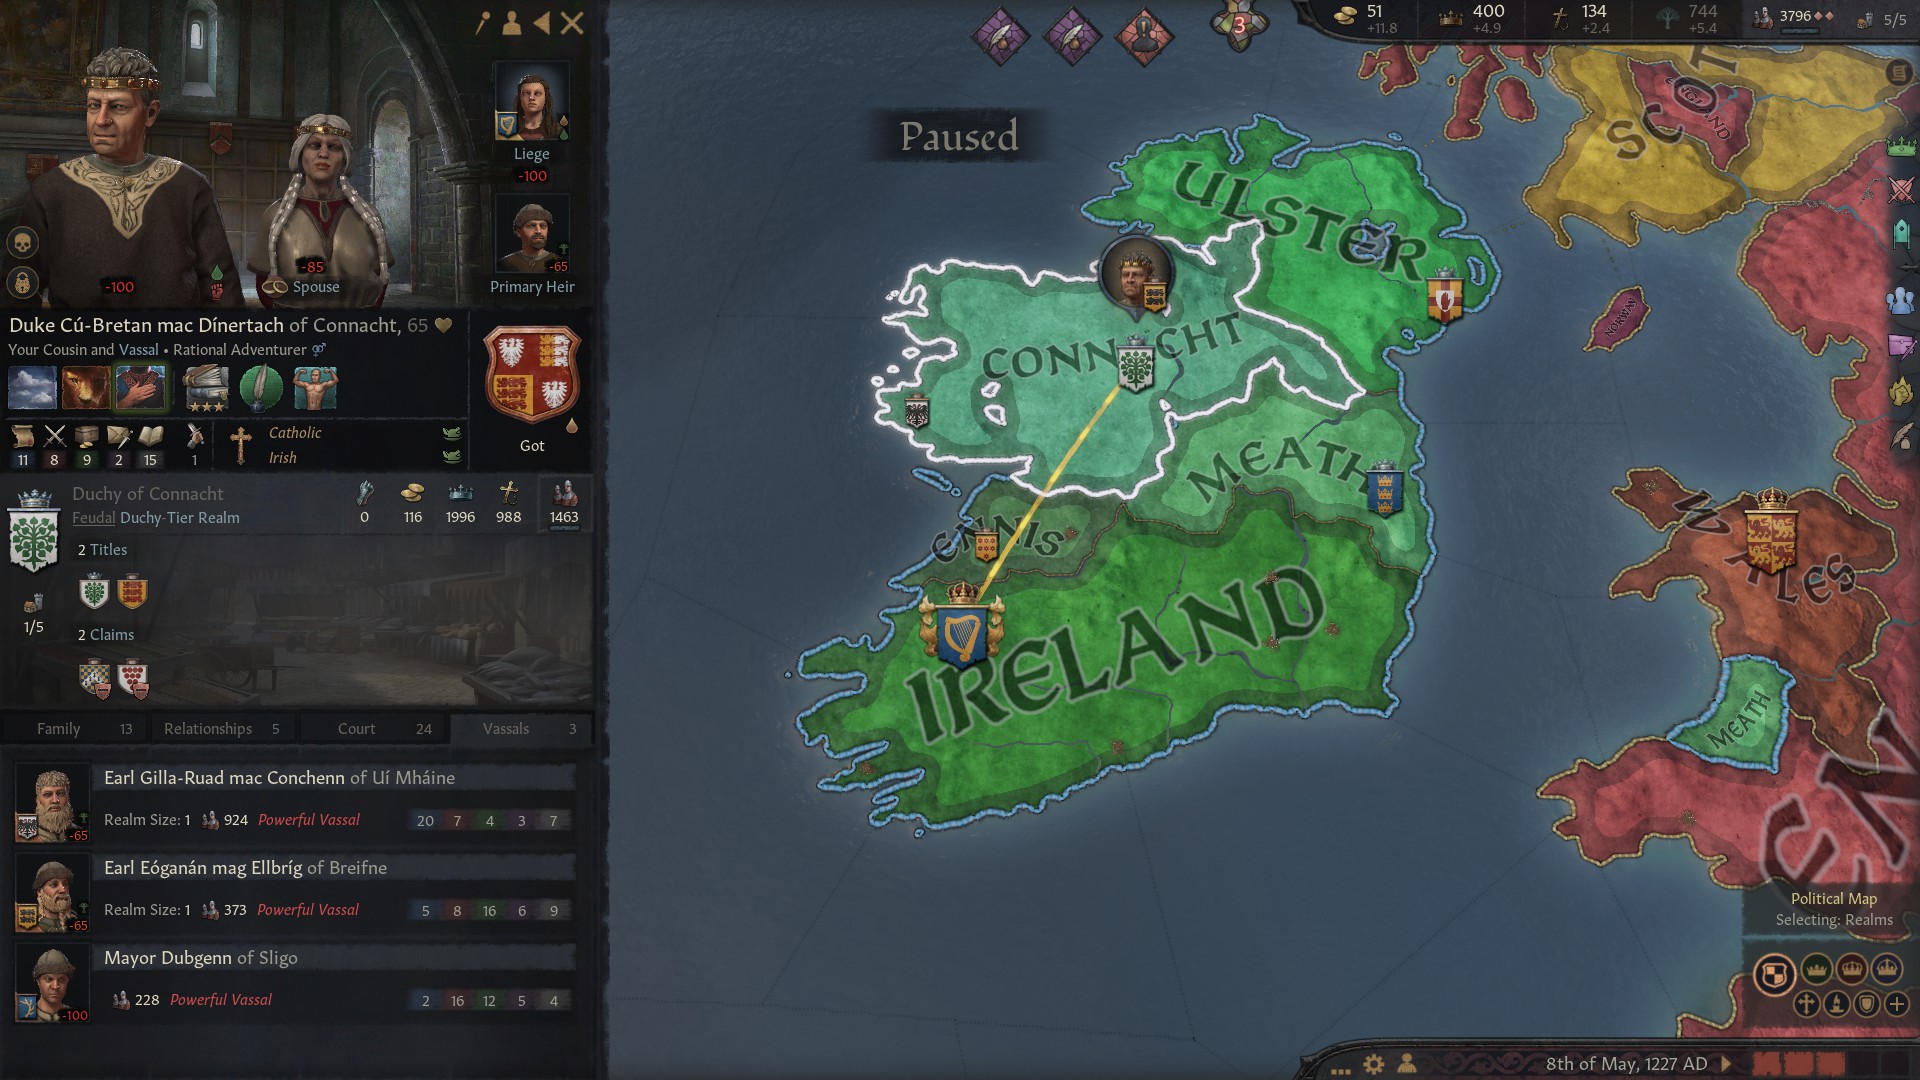 51
+11.8
400
+4.9
134
+2.4
744
+5.4
3796
5/5
3
Paused
Liege
-100
-65
Primary Heir
-100
-85
Spouse
Duke Cú-Bretan mac Dínertach of Connacht, 65
Your Cousin and Vassal • Rational Adventurer
Got
11 8 9 2 15 1
Catholic
Irish
Duchy of Connacht
Feudal Duchy-Tier Realm
0 116 1996 988 1463
2 Titles
1/5
2 Claims
Family 13
Relationships 5
Court 24
Vassals 3
Earl Gilla-Ruad mac Conchenn of Uí Mháine
Realm Size: 1 924 Powerful Vassal 20 7 4 3 7
-65
Earl Eóganán mag Ellbríg of Breifne
Realm Size: 1 373 Powerful Vassal 5 8 16 6 9
-65
Mayor Dubgenn of Sligo
228 Powerful Vassal 2 16 12 5 4
-100
ULSTER
CONNACHT
MEATH
ENNIS
IRELAND
SCOT
NORWAY
WALES
MEATH
EN
Political Map
Selecting: Realms
8th of May, 1227 AD